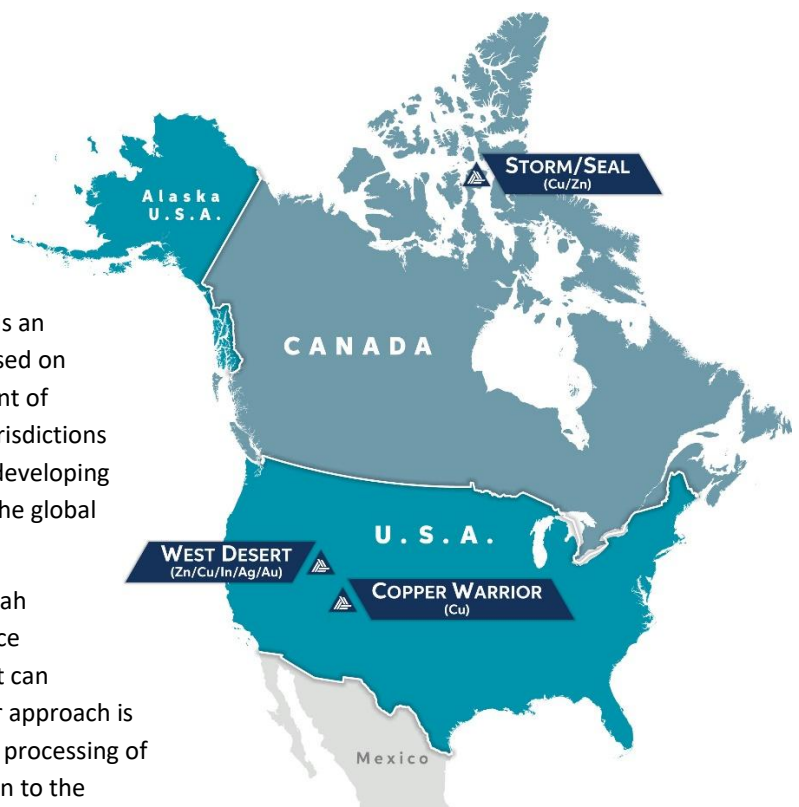 STORM/SEAL
(Cu/Zn)
Alaska
U.S.A.
CANADA
U.S.A.
WEST DESERT
(Zn/Cu/In/Ag/Au)
COPPER WARRIOR
(Cu)
Mexico
s an
sed on
nt of
risdictions
developing
he global
ah
ce
t can
r approach is
processing of
n to the